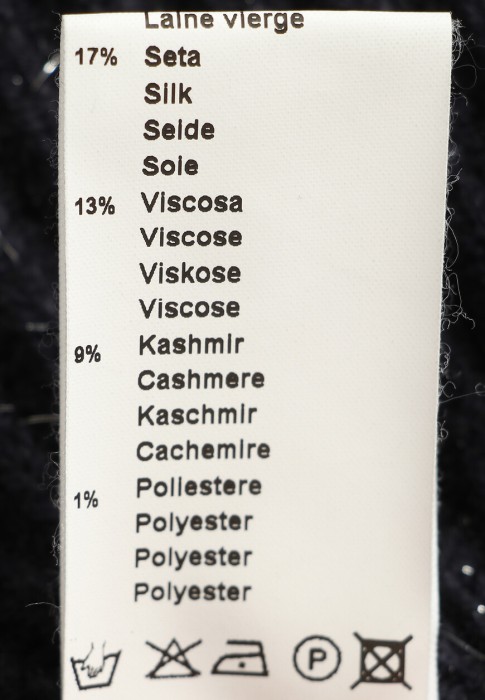 Laine vierge
17% Seta
Silk
Seide
Soie
13% Viscosa
Viscose
Viskose
Viscose
9% Kashmir
Cashmere
Kaschmir
Cachemire
1% Poliestere
Polyester
Polyester
Polyester
P